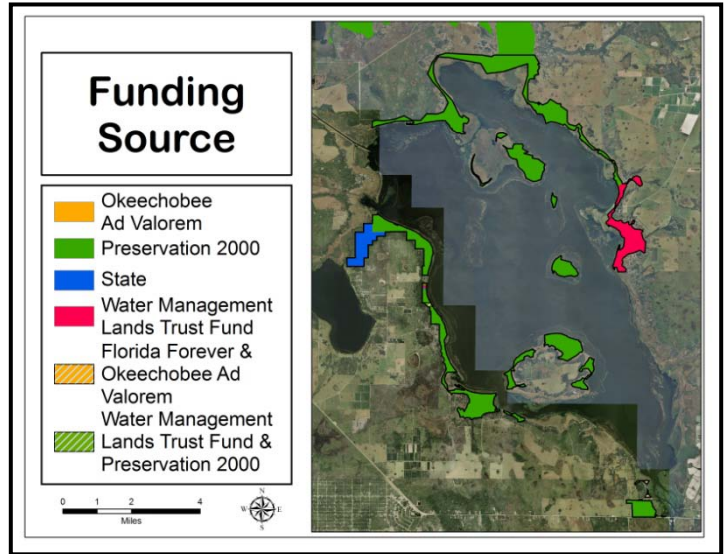 Funding
Source
Okeechobee
Ad Valorem
Preservation 2000
State
Water Management
Lands Trust Fund
Florida Forever &
Okeechobee Ad
Valorem
Water Management
Lands Trust Fund &
Preservation 2000
0 1 2 4
Miles
N
W E
S